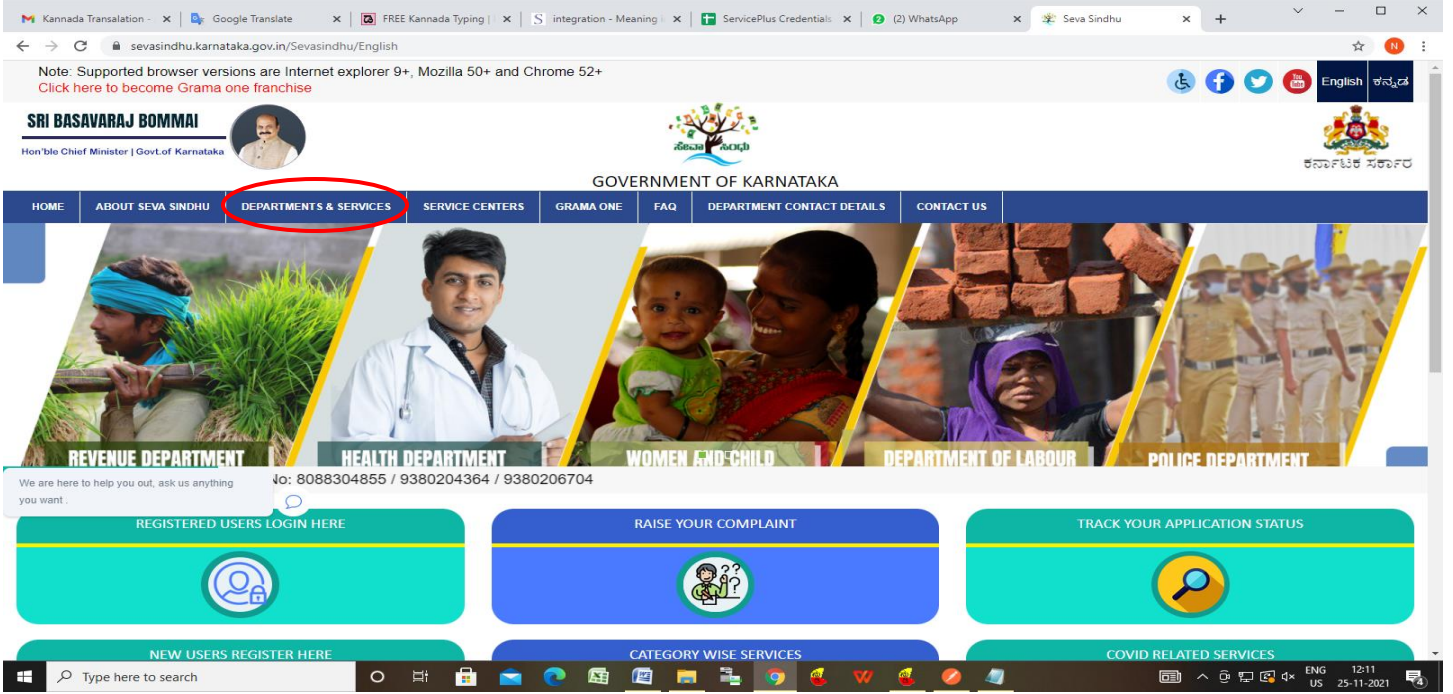 Kannada Transalation -
Google Translate
FREE Kannada Typing |
integration - Meaning i
ServicePlus Credentials
(2) WhatsApp
Seva Sindhu
sevasindhu.karnataka.gov.in/Sevasindhu/English
N
Note: Supported browser versions are Internet explorer 9+, Mozilla 50+ and Chrome 52+
Click here to become Grama one franchise
You Tube
English ಕನ್ನಡ
SRI BASAVARAJ BOMMAI
Hon'ble Chief Minister | Govt.of Karnataka
ಸೇವಾ ಸಿಂಧು
ಕರ್ನಾಟಕ ಸರ್ಕಾರ
GOVERNMENT OF KARNATAKA
HOME ABOUT SEVA SINDHU DEPARTMENTS & SERVICES SERVICE CENTERS GRAMA ONE FAQ DEPARTMENT CONTACT DETAILS CONTACT US
REVENUE DEPARTMENT HEALTH DEPARTMENT WOMEN AND CHILD DEPARTMENT OF LABOUR POLICE DEPARTMENT
We are here to help you out, ask us anything
you want .
No: 8088304855 / 9380204364 / 9380206704
REGISTERED USERS LOGIN HERE
RAISE YOUR COMPLAINT
TRACK YOUR APPLICATION STATUS
NEW USERS REGISTER HERE
CATEGORY WISE SERVICES
COVID RELATED SERVICES
Type here to search
ENG
US
12:11
25-11-2021
4